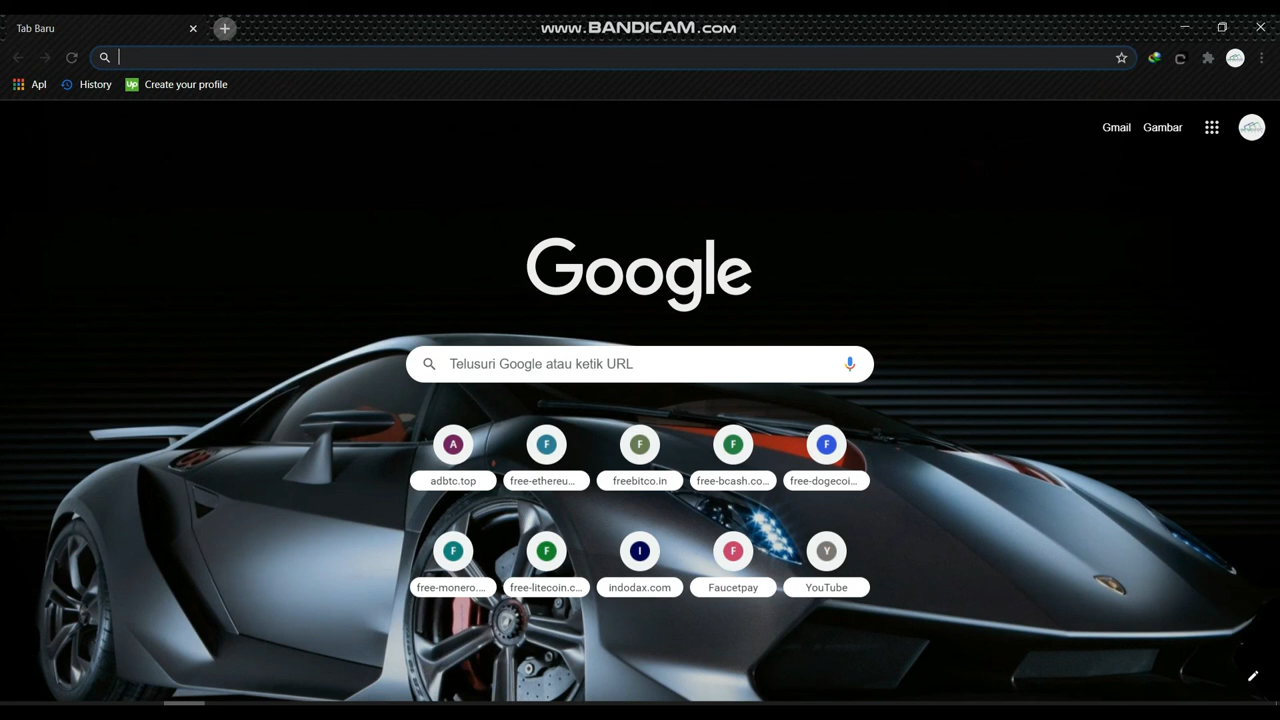 Tab Baru
www.BANDICAM.com
Apl
History
Up
Create your profile
Gmail
Gambar
Google
Telusuri Google atau ketik URL
A
F
F
F
F
adbtc.top
free-ethereu...
freebitco.in
free-bcash.co...
free-dogecoi...
F
F
I
F
Y
free-monero....
free-litecoin.c...
indodax.com
Faucetpay
YouTube